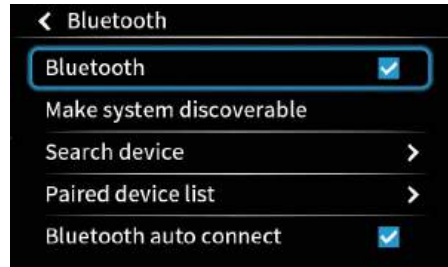 Bluetooth
Bluetooth
Make system discoverable
Search device
Paired device list
Bluetooth auto connect